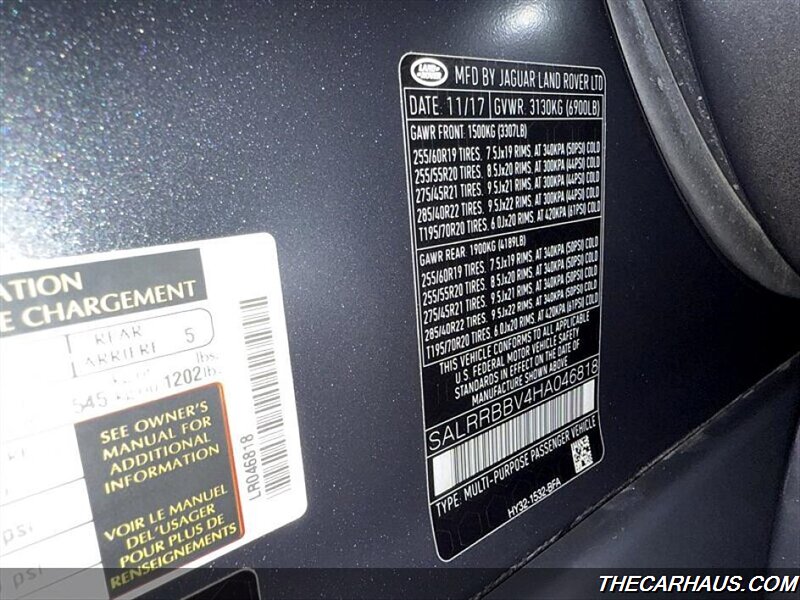 LAND ROVER
MFD BY JAGUAR LAND ROVER LTD
DATE: 11/17 GVWR. 3130KG (6900LB)
GAWR FRONT 1500KG (3307LB)
255/60R19 TIRES, 7.5Jx19 RIMS, AT 340KPA (50PSI) COLD
255/55R20 TIRES, 8.5Jx20 RIMS, AT 300KPA (44PSI) COLD
275/45R21 TIRES, 9.5Jx21 RIMS, AT 300KPA (44PSI) COLD
285/40R22 TIRES, 9.5Jx22 RIMS, AT 300KPA (44PSI) COLD
T195/70R20 TIRES, 6.0Jx20 RIMS, AT 420KPA (61PSI) COLD
GAWR REAR 1900KG (4189LB)
255/60R19 TIRES, 7.5Jx19 RIMS, AT 340KPA (50PSI) COLD
255/55R20 TIRES, 8.5Jx20 RIMS, AT 340KPA (50PSI) COLD
275/45R21 TIRES, 9.5Jx21 RIMS, AT 340KPA (50PSI) COLD
285/40R22 TIRES, 9.5Jx22 RIMS, AT 340KPA (50PSI) COLD
T195/70R20 TIRES, 6.0Jx20 RIMS, AT 420KPA (61PSI) COLD
THIS VEHICLE CONFORMS TO ALL APPLICABLE
U.S. FEDERAL MOTOR VEHICLE SAFETY STANDARDS
IN EFFECT ON THE DATE OF
MANUFACTURE SHOWN ABOVE
SALRRBBV4HA046818
TYPE: MULTI-PURPOSE PASSENGER VEHICLE
HY32-1532-BFA
ATION
E CHARGEMENT
REAR
ARRIÈRE 5
545 1202 lbs.
SEE OWNER'S
MANUAL FOR
ADDITIONAL
INFORMATION
VOIR LE MANUEL
DEL'USAGER
POUR PLUS DE
RENSEIGNEMENTS
psi
psi
LR046818
THECARHAUS.COM